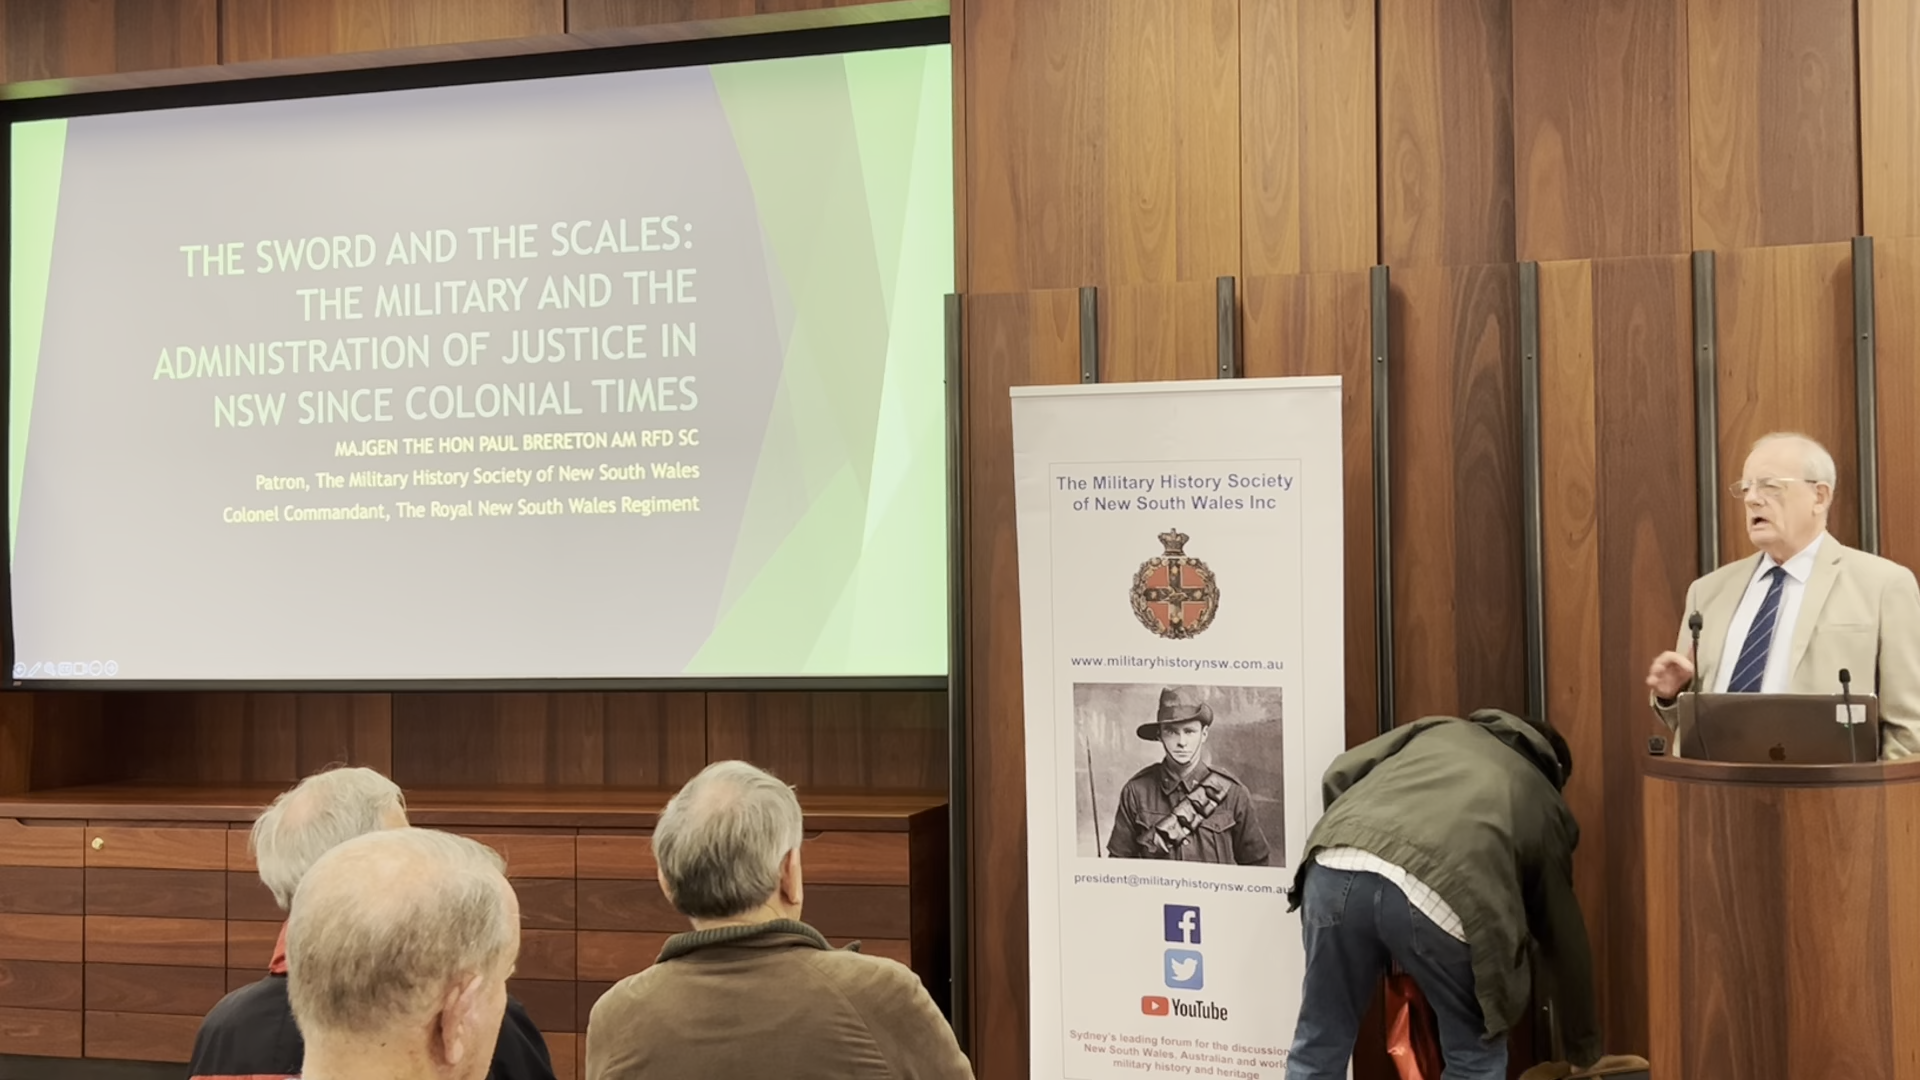 THE SWORD AND THE SCALES:
THE MILITARY AND THE
ADMINISTRATION OF JUSTICE IN
NSW SINCE COLONIAL TIMES
MAJGEN THE HON PAUL BRERETON AM RFD SC
Patron, The Military History Society of New South Wales
Colonel Commandant, The Royal New South Wales Regiment
The Military History Society
of New South Wales Inc
www.militaryhistorynsw.com.au
president@militaryhistorynsw.com.au
YouTube
Sydney's leading forum for the discussion
New South Wales, Australian and world
military history and heritage